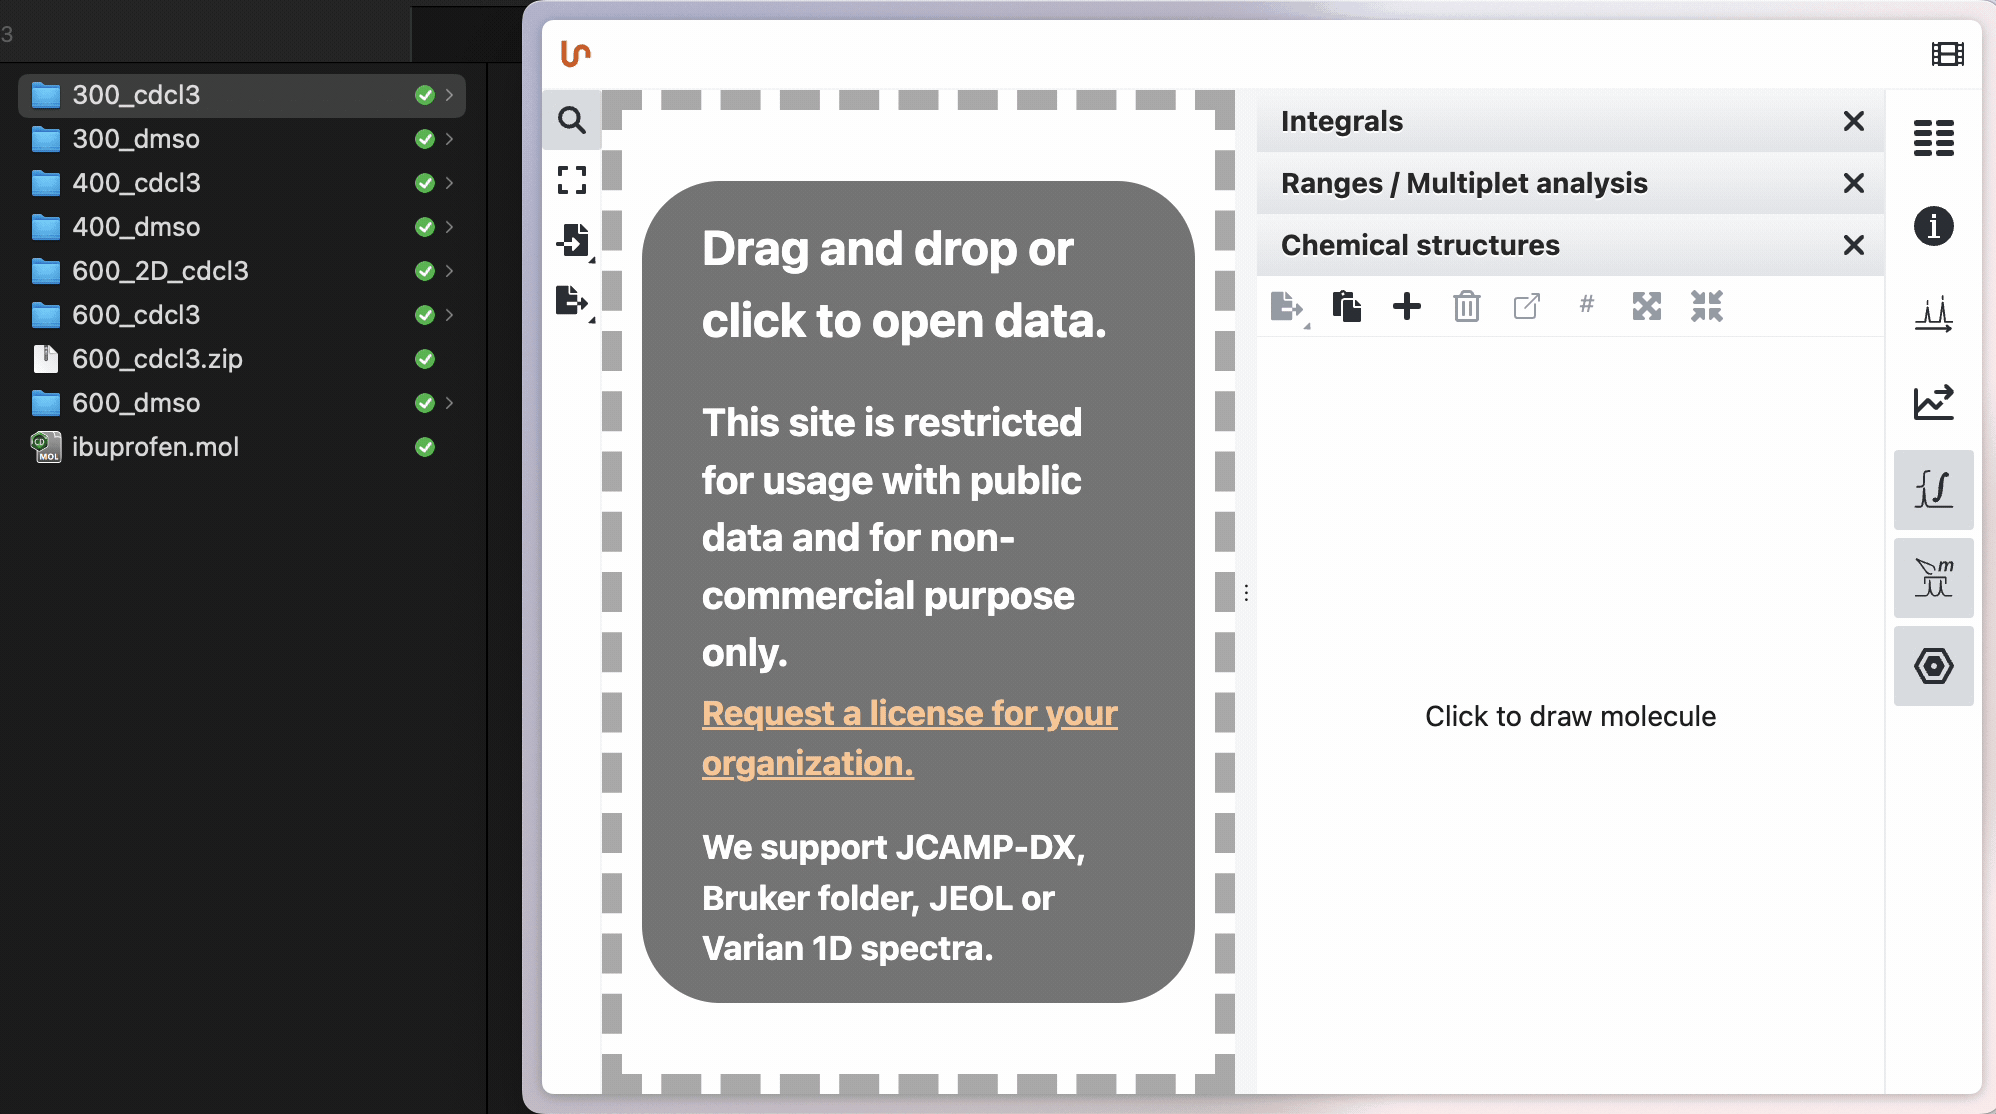 3
300_cdcl3
300_dmso
400_cdcl3
400_dmso
600_2D_cdcl3
600_cdcl3
600_cdcl3.zip
600_dmso
CD
MOL
ibuprofen.mol
Drag and drop or
click to open data.
This site is restricted
for usage with public
data and for non-
commercial purpose
only.
Request a license for your
organization.
We support JCAMP-DX,
Bruker folder, JEOL or
Varian 1D spectra.
Integrals
Ranges / Multiplet analysis
Chemical structures
#
Click to draw molecule
m